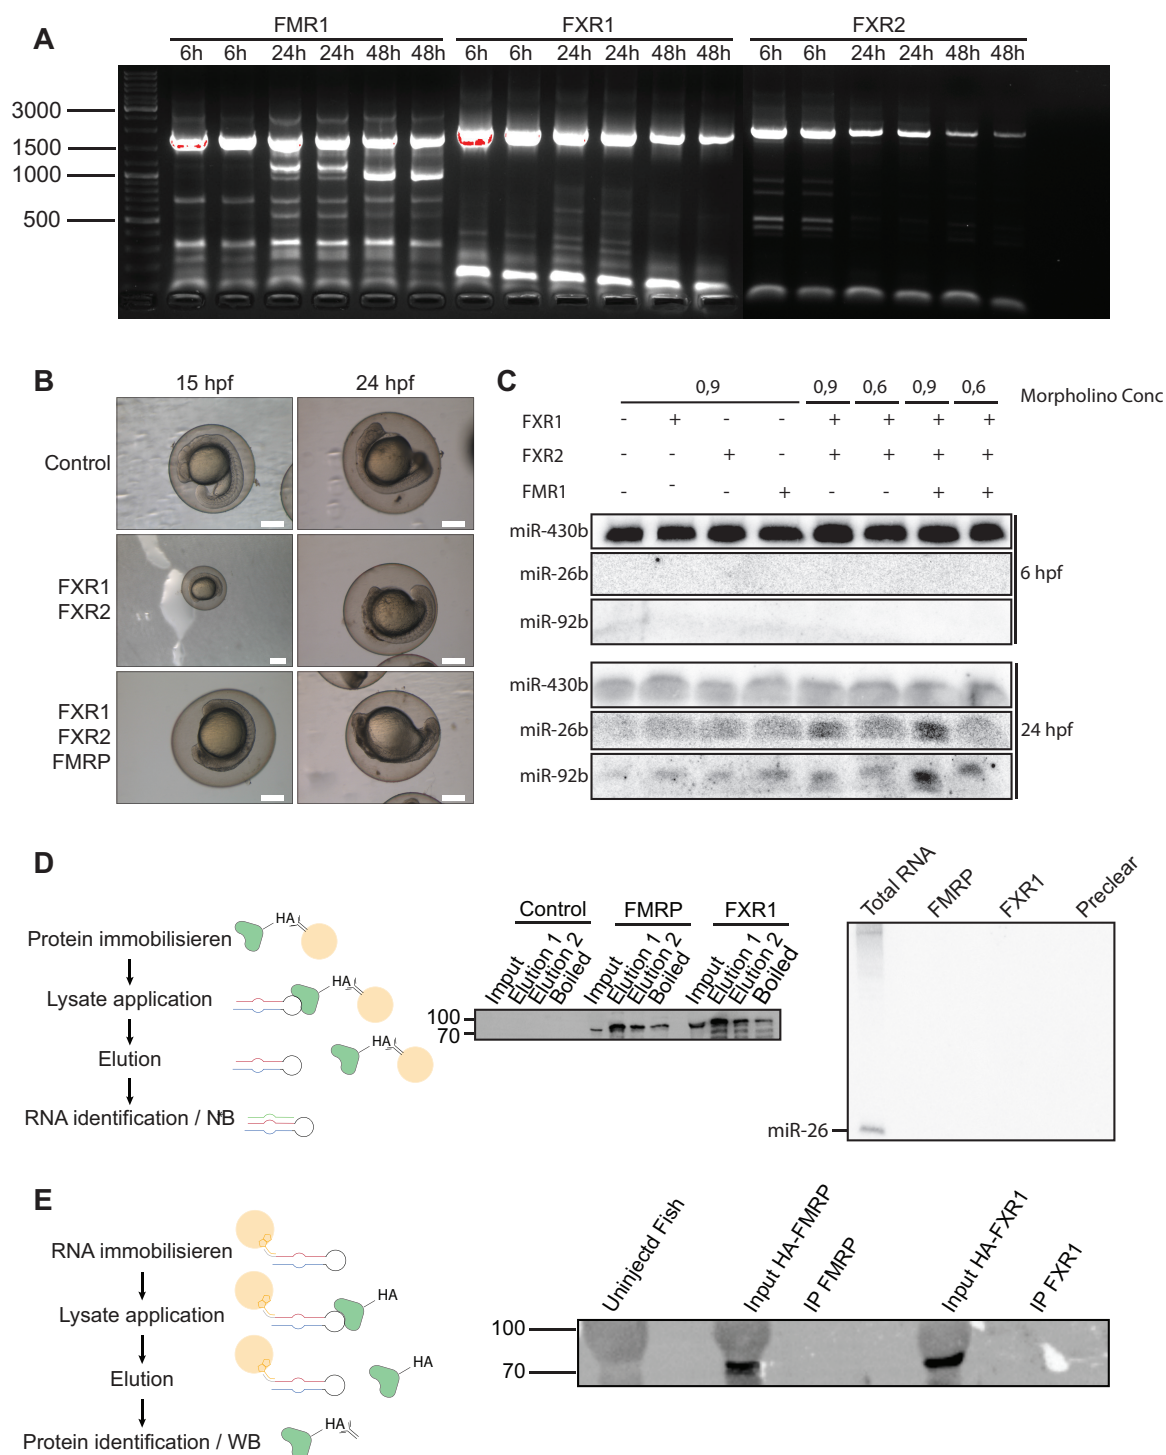 A
FMR1 FXR1 FXR2
6h 6h 24h 24h 48h 48h 6h 6h 24h 24h 48h 48h 6h 6h 24h 24h 48h 48h
3000
1500
1000
500
B
15 hpf 24 hpf
Control
FXR1
FXR2
FXR1
FXR2
FMRP
C
0,9 0,9 0,6 0,9 0,6 Morpholino Conc
FXR1 - + - - + + + +
FXR2 - - + - + + + +
FMR1 - - - + - - + +
miR-430b
miR-26b
miR-92b
6 hpf
miR-430b
miR-26b
miR-92b
24 hpf
D
Protein immobilisieren
HA
Lysate application
HA
Elution
HA
RNA identification / NB
Control FMRP FXR1
Imput Elution 1 Elution 2 Boiled Imput Elution 1 Elution 2 Boiled Imput Elution 1 Elution 2 Boiled
100
70
Total RNA FMRP FXR1 Preclear
miR-26
E
RNA immobilisieren
Lysate application
HA
Elution
HA
Protein identification / WB
HA
Uninjectd Fish Input HA-FMRP IP FMRP Input HA-FXR1 IP FXR1
100
70